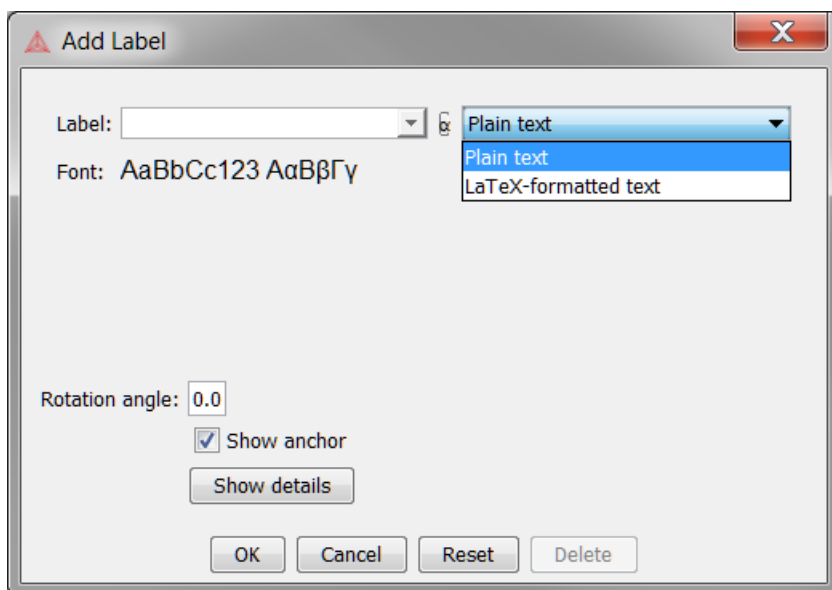 Add Label
Label: Plain text
Plain text
LaTeX-formatted text
Font: AaBbCc123 ΑαΒβΓγ
Rotation angle: 0.0
Show anchor
Show details
OK Cancel Reset Delete